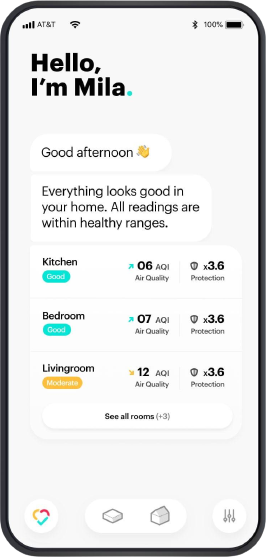 AT&T 100%
Hello,
I'm Mila.
Good afternoon 👋
Everything looks good in
your home. All readings are
within healthy ranges.
Kitchen 06 AQI x3.6
Good Air Quality Protection
Bedroom 07 AQI x3.6
Good Air Quality Protection
Livingroom 12 AQI x3.6
Moderate Air Quality Protection
See all rooms (+3)